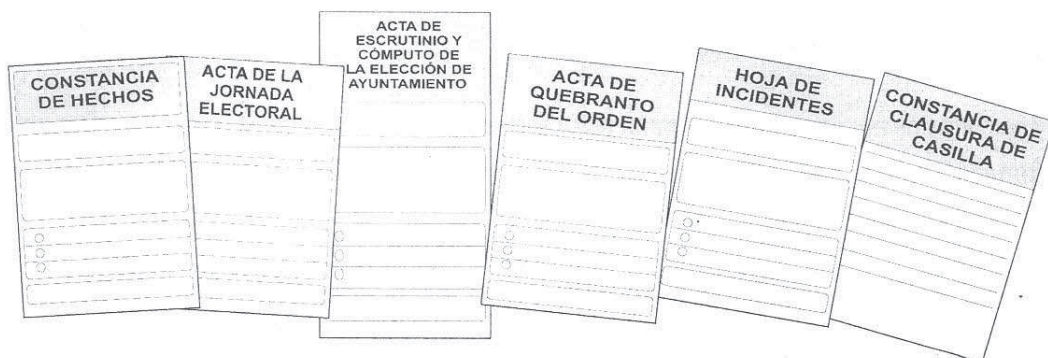 CONSTANCIA
DE HECHOS
ACTA DE LA
JORNADA
ELECTORAL
ACTA DE
ESCRUTINIO Y
CÓMPUTO DE
LA ELECCIÓN DE
AYUNTAMIENTO
ACTA DE
QUEBRANTO
DEL ORDEN
HOJA DE
INCIDENTES
CONSTANCIA DE
CLAUSURA DE
CASILLA